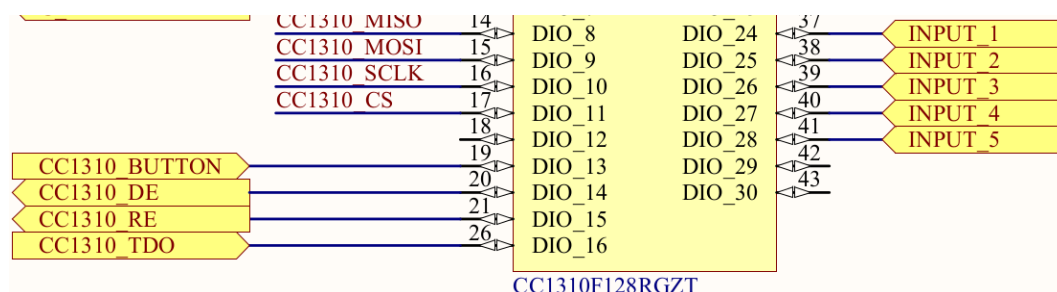 CC1310_MISO 14 DIO_8 DIO_24 37 INPUT_1
CC1310_MOSI 15 DIO_9 DIO_25 38 INPUT_2
CC1310_SCLK 16 DIO_10 DIO_26 39 INPUT_3
CC1310_CS 17 DIO_11 DIO_27 40 INPUT_4
18 DIO_12 DIO_28 41 INPUT_5
CC1310_BUTTON 19 DIO_13 DIO_29 42
CC1310_DE 20 DIO_14 DIO_30 43
CC1310_RE 21 DIO_15
CC1310_TDO 26 DIO_16
CC1310F128RGZT